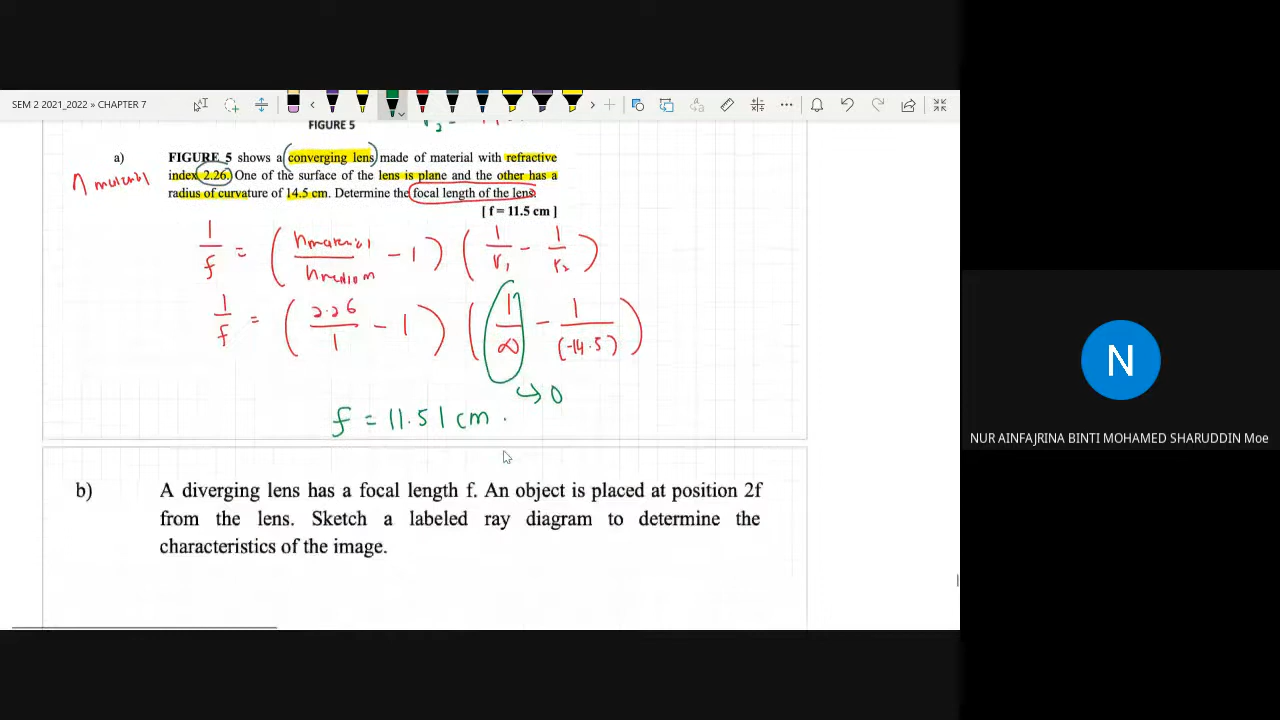 SEM 2 2021_2022 » CHAPTER 7
FIGURE 5
r₂ =
a) FIGURE 5 shows a converging lens made of material with refractive
index 2.26. One of the surface of the lens is plane and the other has a
radius of curvature of 14.5 cm. Determine the focal length of the lens.
[ f = 11.5 cm ]
n material
1/f = (n material/n medium - 1) (1/r₁ - 1/r₂)
1/f = (2.26/1 - 1) (1/∞ - 1/(-14.5))
↪ 0
f = 11.51 cm.
b) A diverging lens has a focal length f. An object is placed at position 2f
from the lens. Sketch a labeled ray diagram to determine the
characteristics of the image.
N
NUR AINFAJRINA BINTI MOHAMED SHARUDDIN Moe